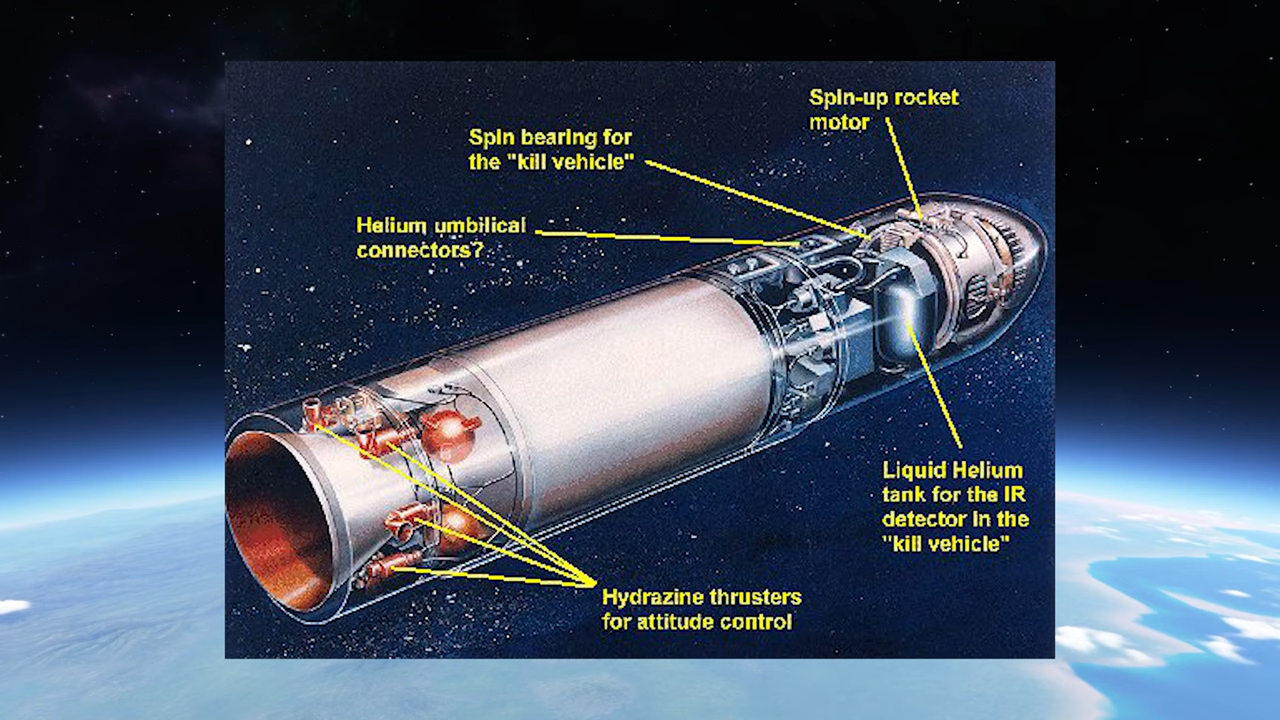 Spin-up rocket
motor
Spin bearing for
the "kill vehicle"
Helium umbilical
connectors?
Liquid Helium
tank for the IR
detector in the
"kill vehicle"
Hydrazine thrusters
for attitude control